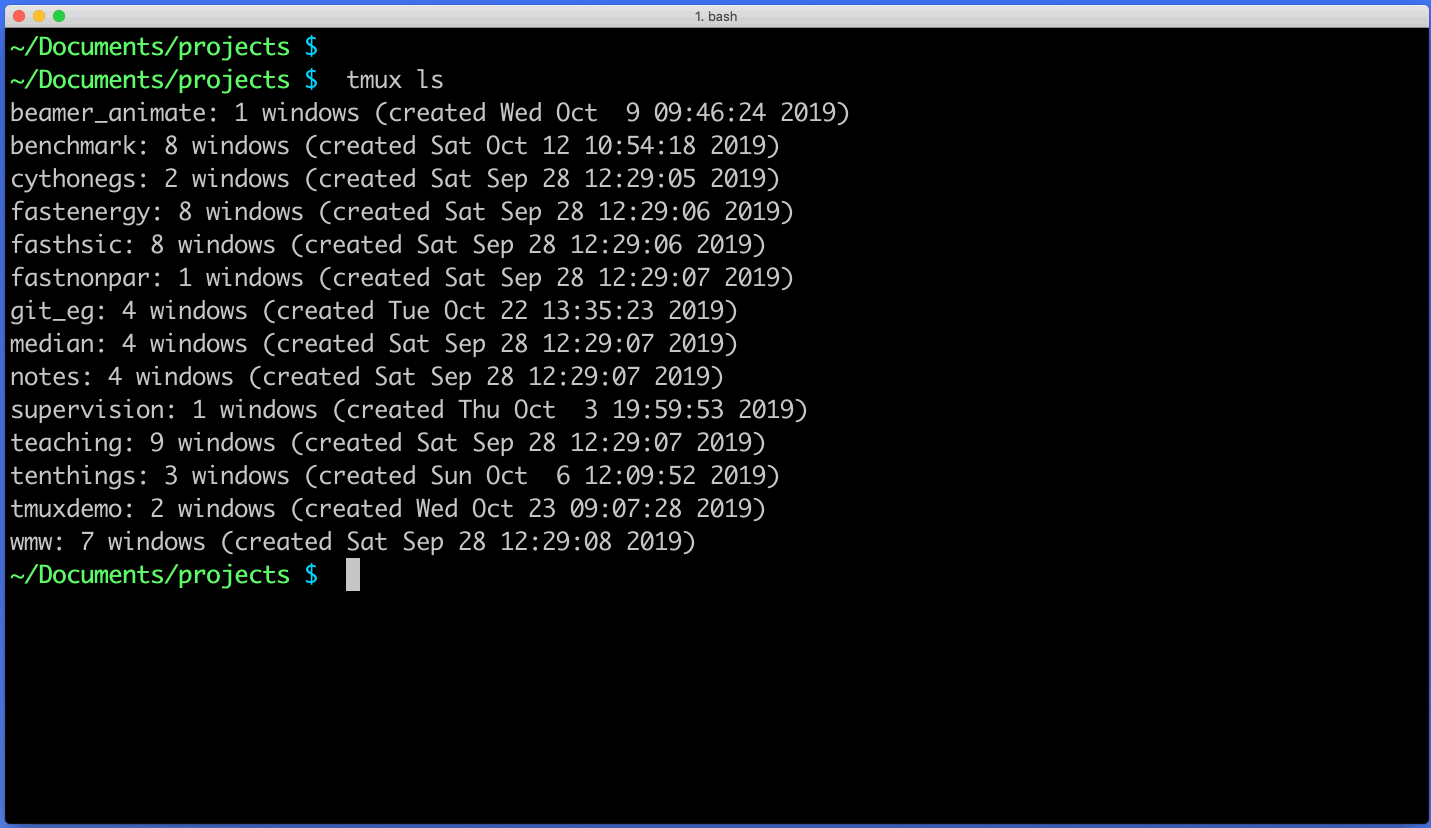 1. bash
~/Documents/projects $
~/Documents/projects $  tmux ls
beamer_animate: 1 windows (created Wed Oct  9 09:46:24 2019)
benchmark: 8 windows (created Sat Oct 12 10:54:18 2019)
cythonegs: 2 windows (created Sat Sep 28 12:29:05 2019)
fastenergy: 8 windows (created Sat Sep 28 12:29:06 2019)
fasthsic: 8 windows (created Sat Sep 28 12:29:06 2019)
fastnonpar: 1 windows (created Sat Sep 28 12:29:07 2019)
git_eg: 4 windows (created Tue Oct 22 13:35:23 2019)
median: 4 windows (created Sat Sep 28 12:29:07 2019)
notes: 4 windows (created Sat Sep 28 12:29:07 2019)
supervision: 1 windows (created Thu Oct  3 19:59:53 2019)
teaching: 9 windows (created Sat Sep 28 12:29:07 2019)
tenthings: 3 windows (created Sun Oct  6 12:09:52 2019)
tmuxdemo: 2 windows (created Wed Oct 23 09:07:28 2019)
wmw: 7 windows (created Sat Sep 28 12:29:08 2019)
~/Documents/projects $